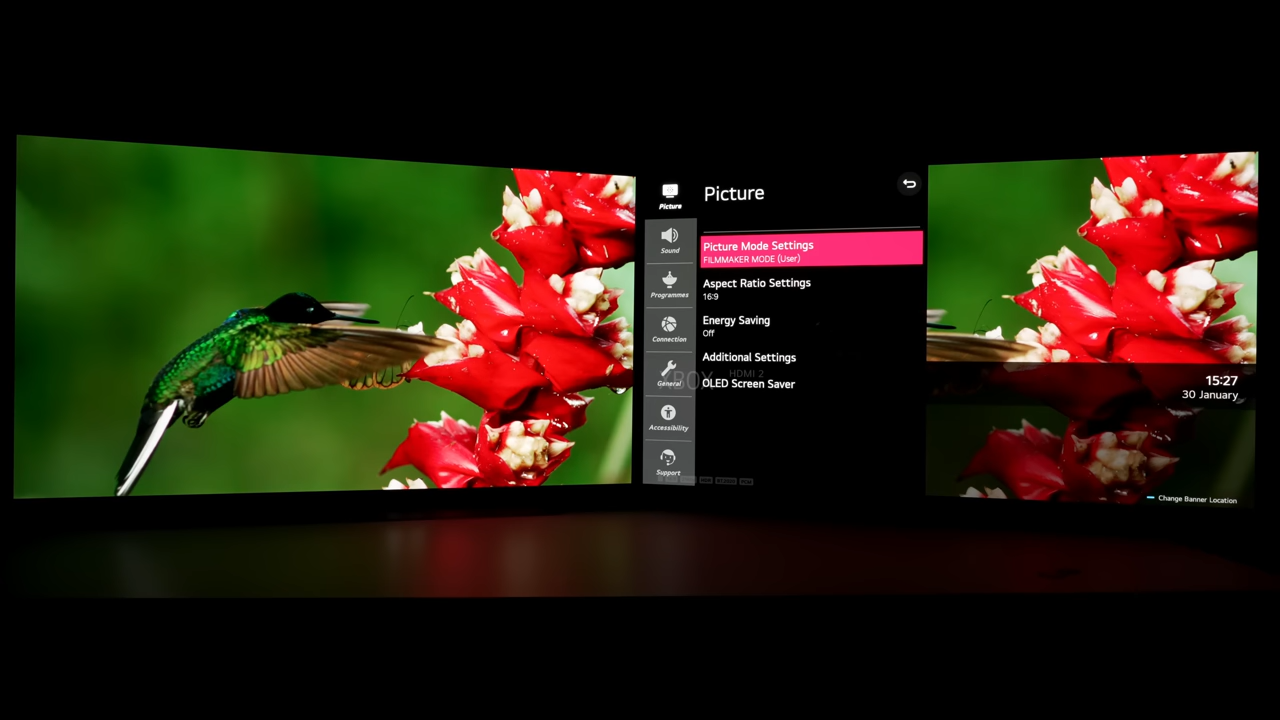 Picture
Picture
Sound
Programmes
Connection
General
Accessibility
Support
Picture Mode Settings
FILMMAKER MODE (User)
Aspect Ratio Settings
16:9
Energy Saving
Off
Additional Settings
OLED Screen Saver
XBOX
HDMI 2
15:27
30 January
Change Banner Location